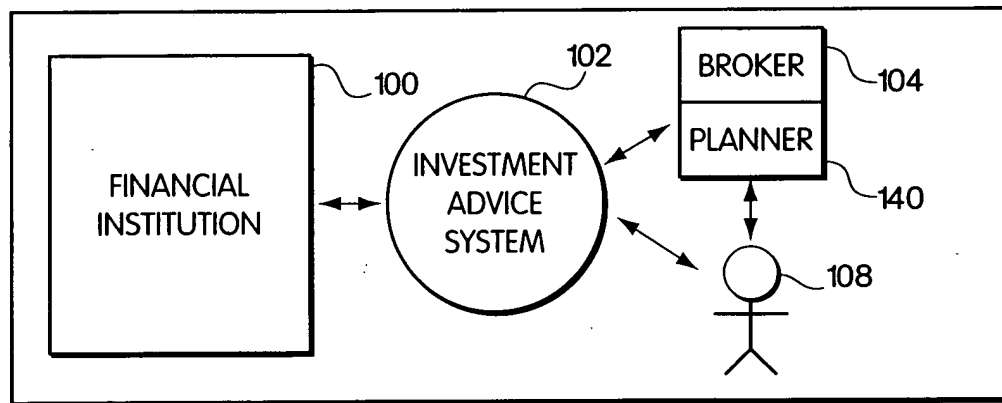 FINANCIAL
INSTITUTION
100
102
INVESTMENT
ADVICE
SYSTEM
BROKER
104
PLANNER
140
108